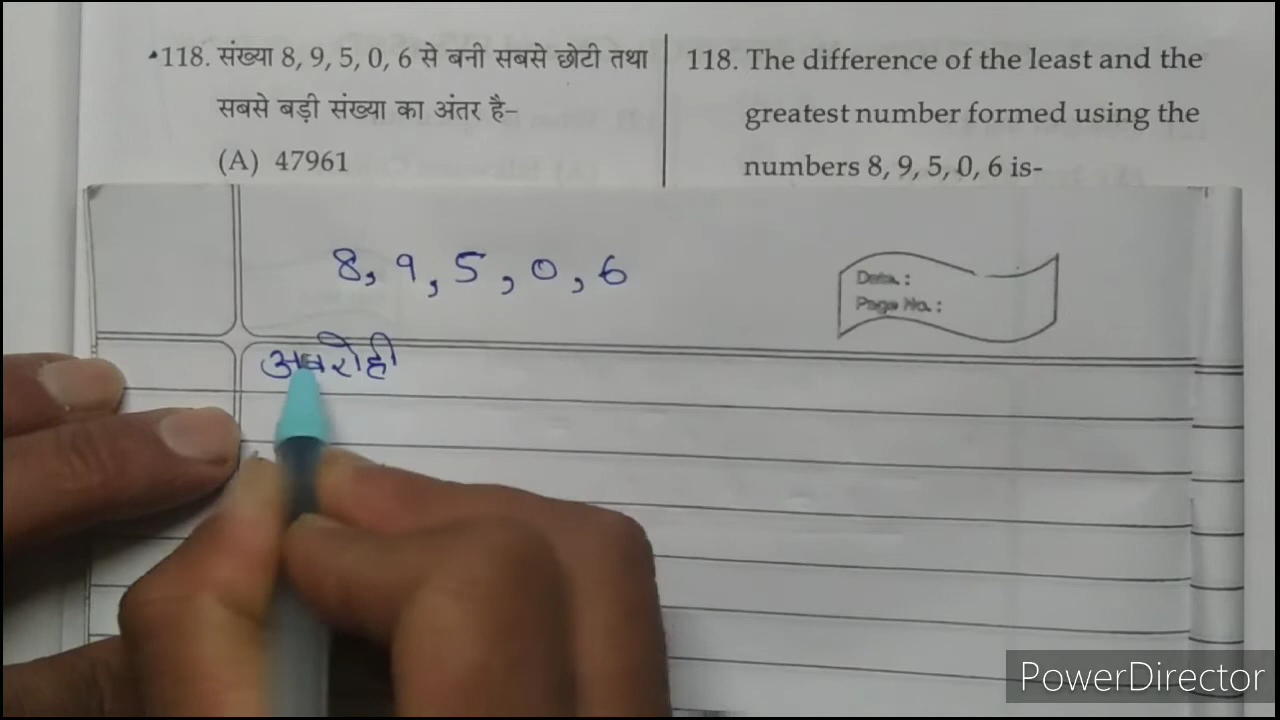 118. संख्या 8, 9, 5, 0, 6 से बनी सबसे छोटी तथा
सबसे बड़ी संख्या का अंतर है-
(A) 47961
118. The difference of the least and the
greatest number formed using the
numbers 8, 9, 5, 0, 6 is-
8, 9, 5, 0, 6
Date. :
Page No. :
अवरोही
PowerDirector